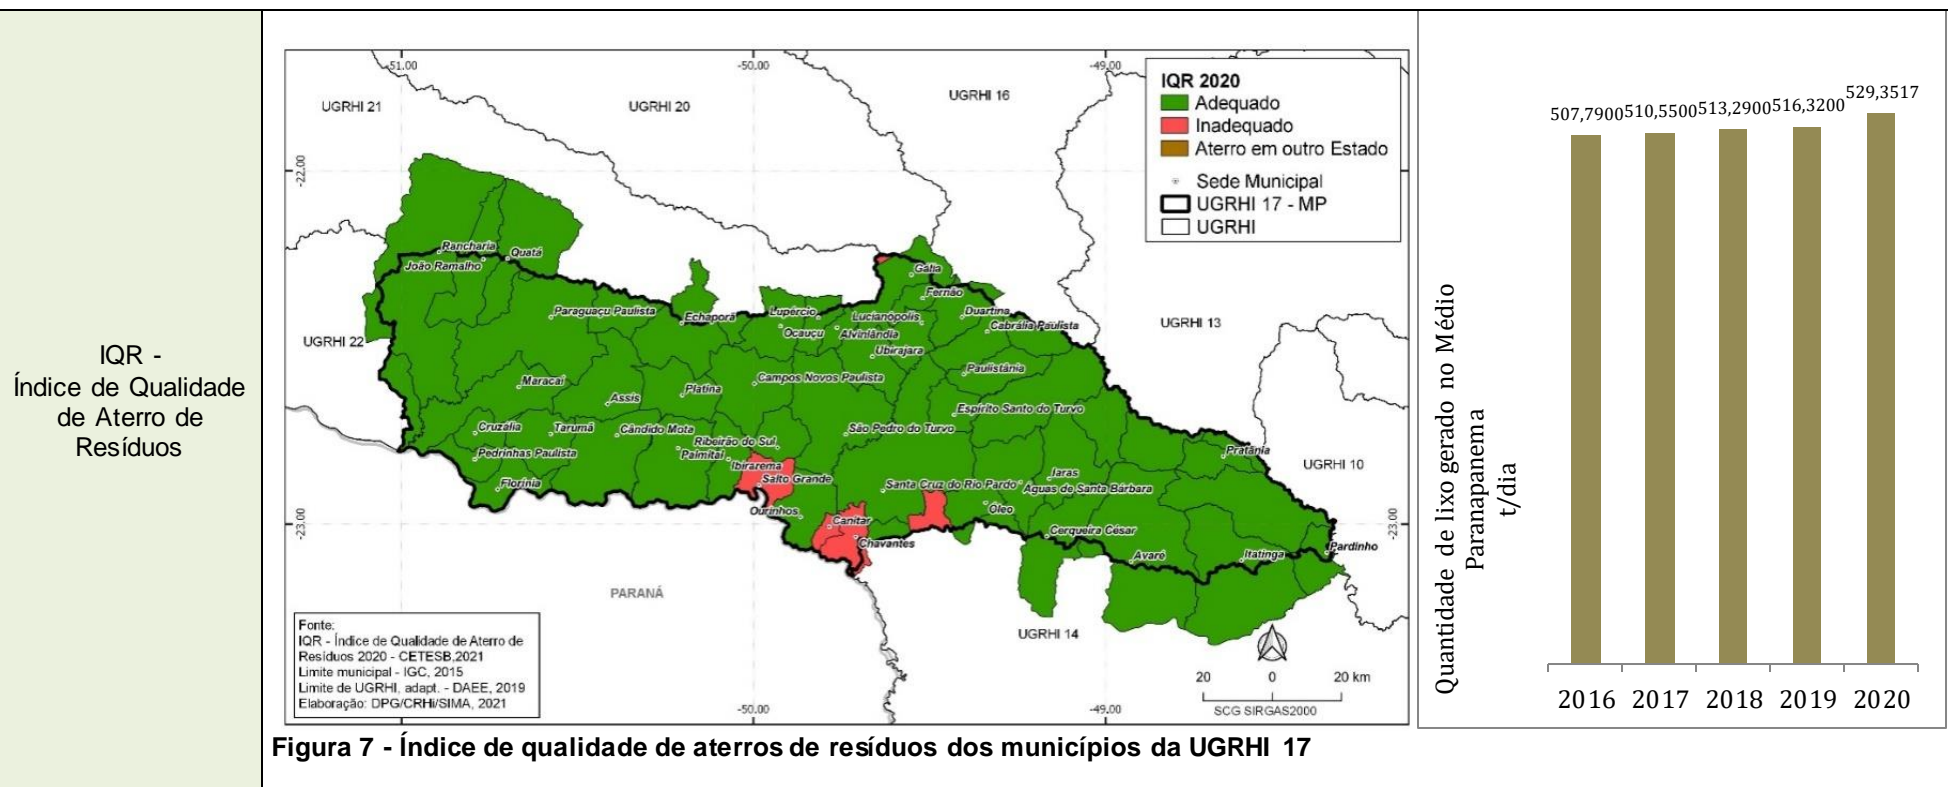 IQR -
Índice de Qualidade
de Aterro de
Resíduos
-51.00
-50.00
-49.00
UGRHI 21
UGRHI 20
UGRHI 16
IQR 2020
Adequado
Inadequado
Aterro em outro Estado
Sede Municipal
UGRHI 17 - MP
UGRHI
-22.00
Rancharia
Quatá
João Ramalho
Gália
Fernão
Paraguaçu Paulista
Echaporã
Lupércio
Lucianópolis
Duartina
Cabrália Paulista
Ocauçu
Alvinlândia
Ubirajara
UGRHI 13
UGRHI 22
Maracaí
Platina
Campos Novos Paulista
Paulistânia
Assis
Espírito Santo do Turvo
Cruzália
Tarumã
Cândido Mota
São Pedro do Turvo
Ribeirão do Sul
Pedrinhas Paulista
Palmital
Ibirarema
Pratânia
UGRHI 10
Florínia
Salto Grande
Santa Cruz do Rio Pardo
Iaras
Águas de Santa Bárbara
Ourinhos
Canitar
Óleo
-23.00
-23.00
Chavantes
Cerqueira César
Avaré
Itatinga
Pardinho
PARANÁ
UGRHI 14
Fonte:
IQR - Índice de Qualidade de Aterro de
Resíduos 2020 - CETESB,2021
Limite municipal - IGC, 2015
Limite de UGRHI, adapt. - DAEE, 2019
Elaboração: DPG/CRHi/SIMA, 2021
20 0 20 km
SCG SIRGAS2000
-50.00
-49.00
Figura 7 - Índice de qualidade de aterros de resíduos dos municípios da UGRHI 17
Quantidade de lixo gerado no Médio
Paranapanema
t/dia
507,7900 510,5500 513,2900 516,3200 529,3517
2016 2017 2018 2019 2020